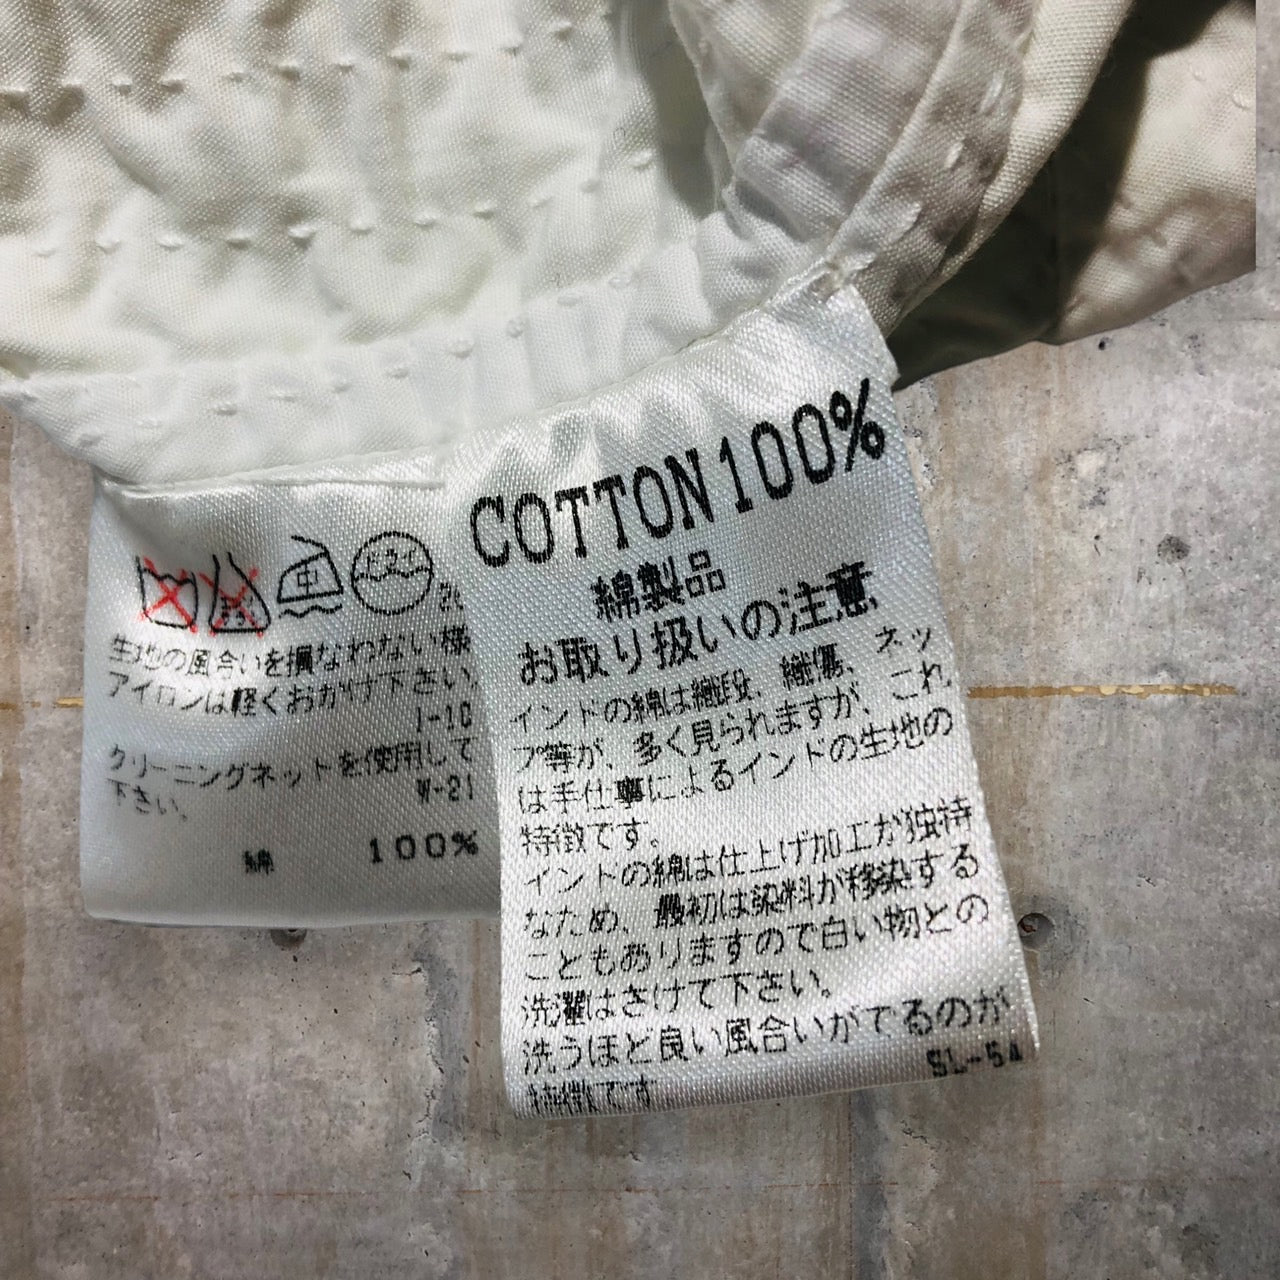 中
ドライ
生地の風合いを損なわない様
アイロンは軽くおかけ下さい。
I-10
クリーニングネットを使用して
下さい。
W-21
綿 100%
COTTON100%
綿製品
お取り扱いの注意
インドの綿は織段、織傷、ネッ
プ等が、多く見られますが、これ
は手仕事によるインドの生地の
特徴です。
インドの綿は仕上げ加工が独特
なため、最初は染料が移染する
こともありますので白い物との
洗濯はさけて下さい。
洗うほど良い風合いがでるのが
特徴です
SL-54